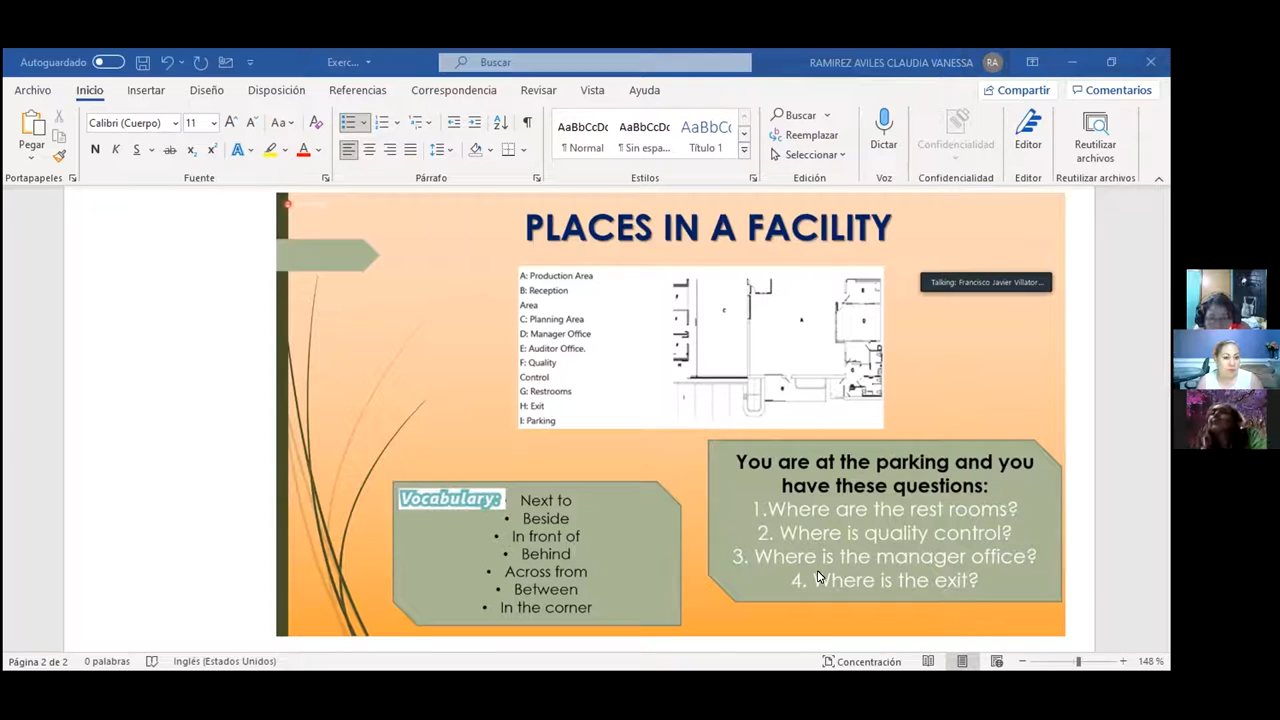 Autoguardado
Exerc...
Buscar
RAMIREZ AVILES CLAUDIA VANESSA
RA
Archivo
Inicio
Insertar
Diseño
Disposición
Referencias
Correspondencia
Revisar
Vista
Ayuda
Compartir
Comentarios
Pegar
Portapapeles
Calibri (Cuerpo)
11
N K S ab x₂ x²
Fuente
Párrafo
AaBbCcDc
¶ Normal
AaBbCcDc
¶ Sin espa...
AaBbC(
Título 1
Estilos
Buscar
Reemplazar
Seleccionar
Edición
Dictar
Voz
Confidencialidad
Confidencialidad
Editor
Editor
Reutilizar
archivos
Reutilizar archivos
PLACES IN A FACILITY
A: Production Area
B: Reception
Area
C: Planning Area
D: Manager Office
E: Auditor Office.
F: Quality
Control
G: Restrooms
H: Exit
I: Parking
Talking: Francisco Javier Villator...
Vocabulary:
• Next to
• Beside
• In front of
• Behind
• Across from
• Between
• In the corner
You are at the parking and you
have these questions:
1.Where are the rest rooms?
2. Where is quality control?
3. Where is the manager office?
4. Where is the exit?
Página 2 de 2
0 palabras
Inglés (Estados Unidos)
Concentración
148 %